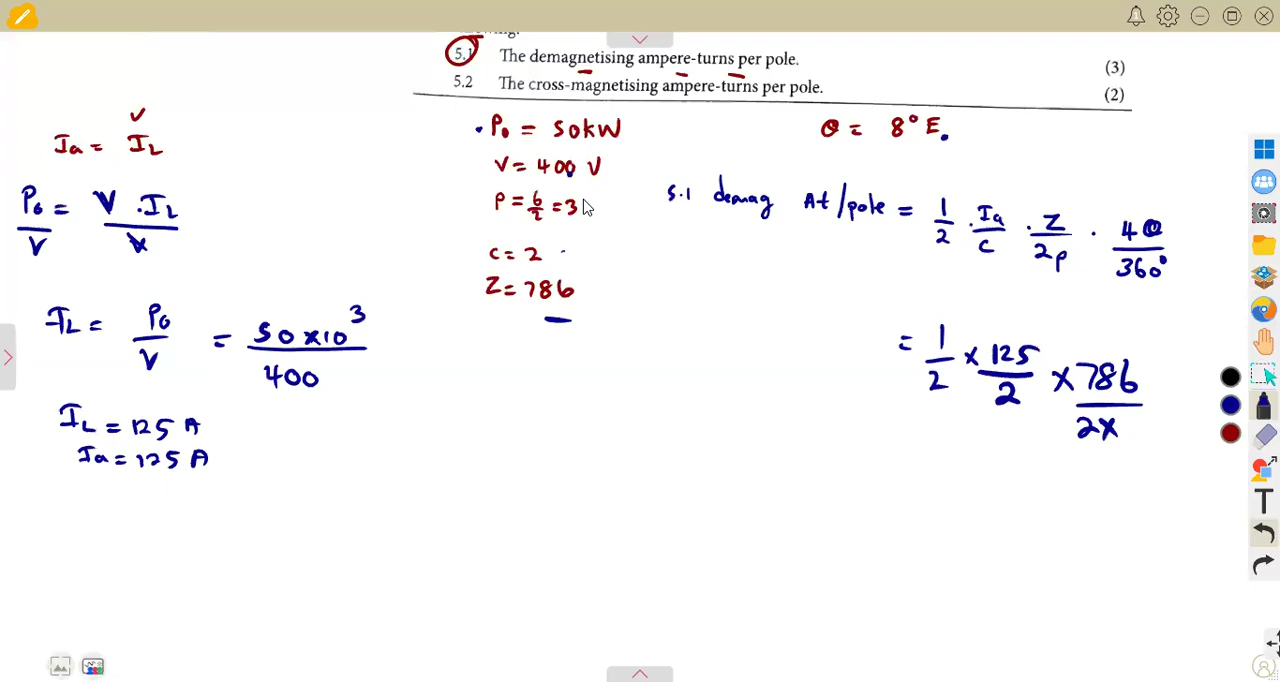 5.1 The demagnetising ampere-turns per pole. (3)
5.2 The cross-magnetising ampere-turns per pole. (2)
Ia = IL
P0/V = V . IL/V
IL = P0/V = 50 x 10^3/400
IL = 125 A
Ia = 125 A
P0 = 50kW
V = 400 V
P = 6/2 = 3
C = 2
Z = 786
θ = 8° E.
5.1 demag At/pole = 1/2 . Ia/C . Z/2p . 4θ/360°
= 1/2 x 125/2 x 786/2x
T